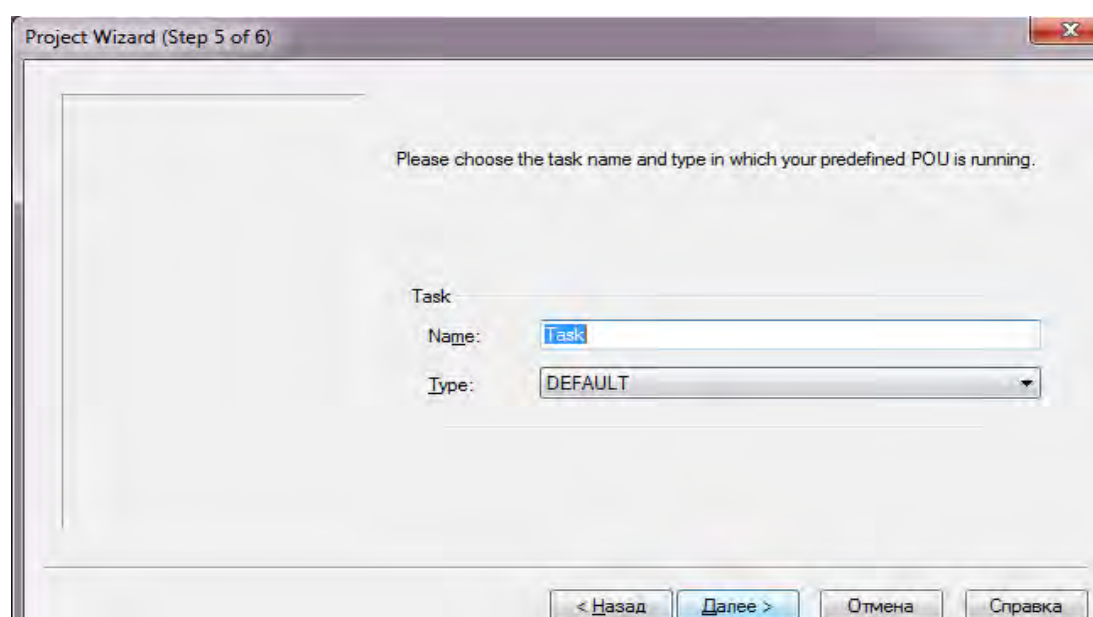 Project Wizard (Step 5 of 6)
Please choose the task name and type in which your predefined POU is running.
Task
Name: Task
Type: DEFAULT
< Назад Далее > Отмена Справка